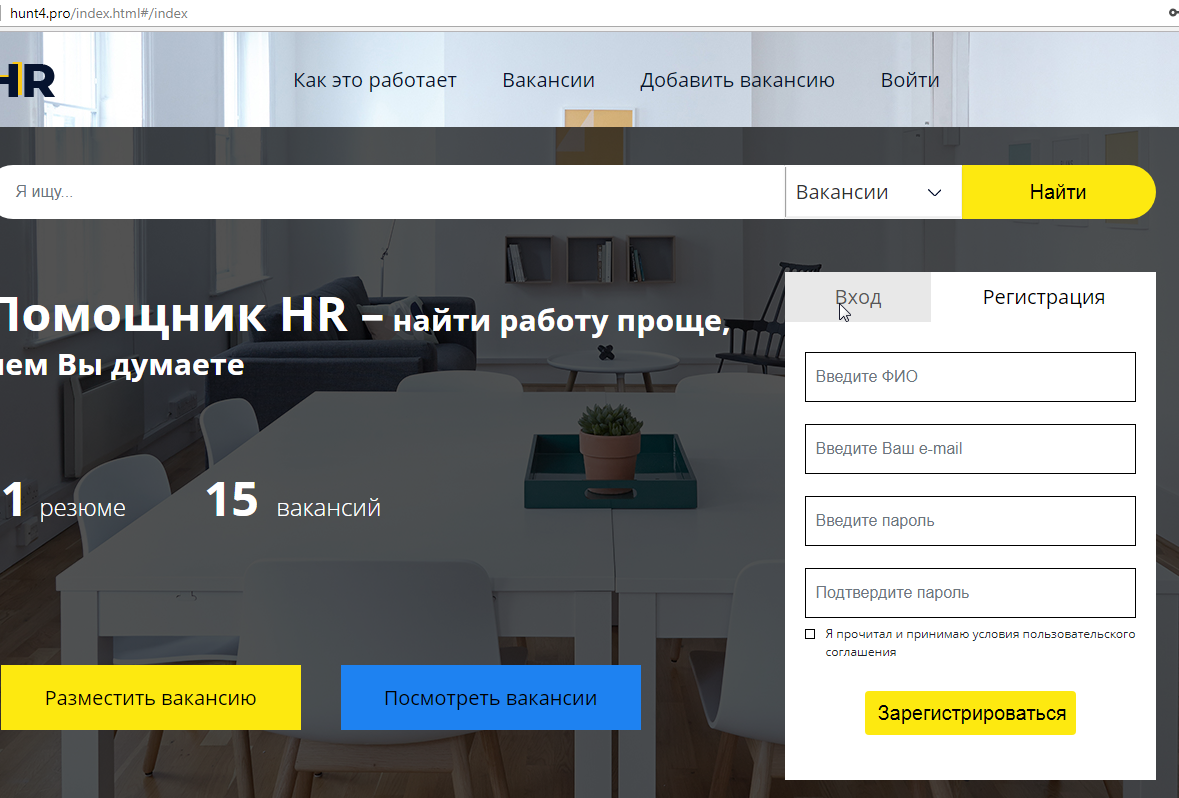 hunt4.pro/index.html#/index
HR
Как это работает
Вакансии
Добавить вакансию
Войти
Я ищу...
Вакансии
Найти
Помощник HR – найти работу проще,
чем Вы думаете
1 резюме
15 вакансий
Разместить вакансию
Посмотреть вакансии
Вход
Регистрация
Введите ФИО
Введите Ваш e-mail
Введите пароль
Подтвердите пароль
Я прочитал и принимаю условия пользовательского
соглашения
Зарегистрироваться